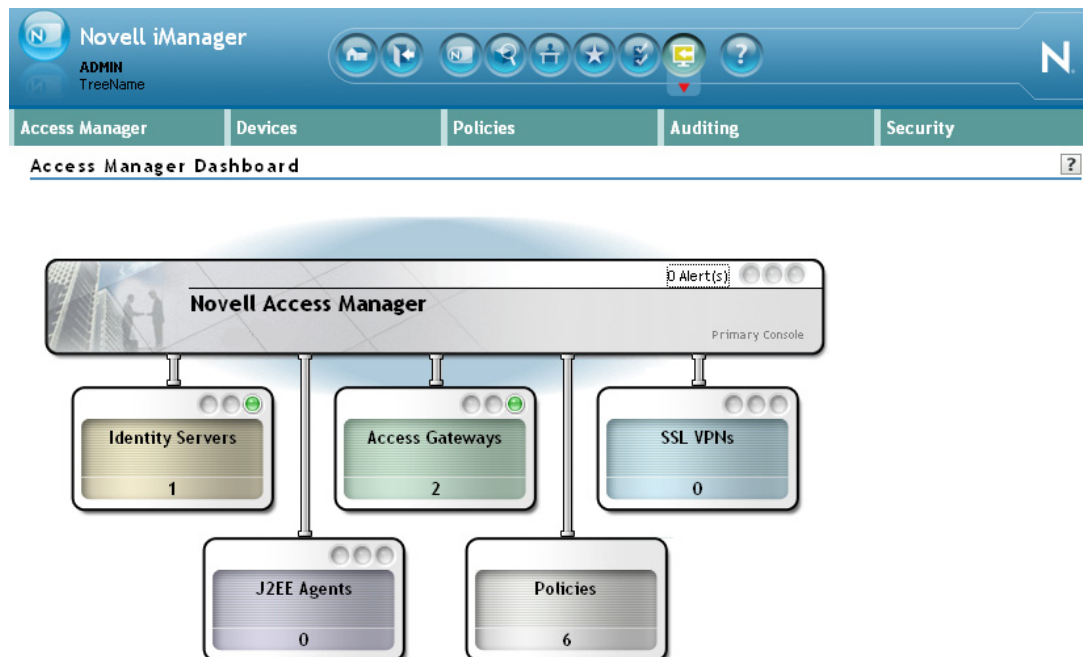 Novell iManager
ADMIN
TreeName
N
N
?
N.
Access Manager Devices Policies Auditing Security
Access Manager Dashboard ?
0 Alert(s)
Novell Access Manager
Primary Console
Identity Servers Access Gateways SSL VPNs
1 2 0
J2EE Agents Policies
0 6